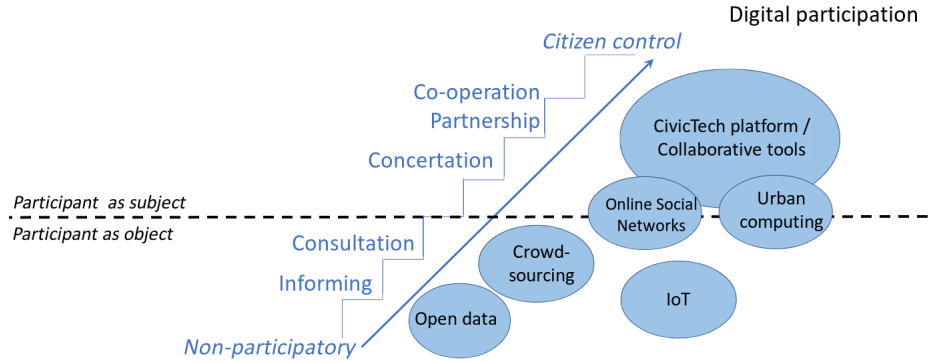 Digital participation
Citizen control
Co-operation
Partnership
Concertation
CivicTech platform /
Collaborative tools
Participant  as subject
Participant as object
Online Social
Networks
Urban
computing
Consultation
Informing
Crowd-
sourcing
IoT
Open data
Non-participatory